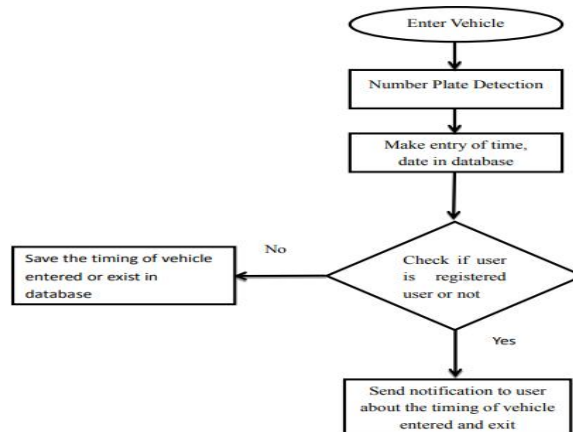 Enter Vehicle
Number Plate Detection
Make entry of time,
date in database
Check if user
is registered
user or not
No
Save the timing of vehicle
entered or exist in
database
Yes
Send notification to user
about the timing of vehicle
entered and exit